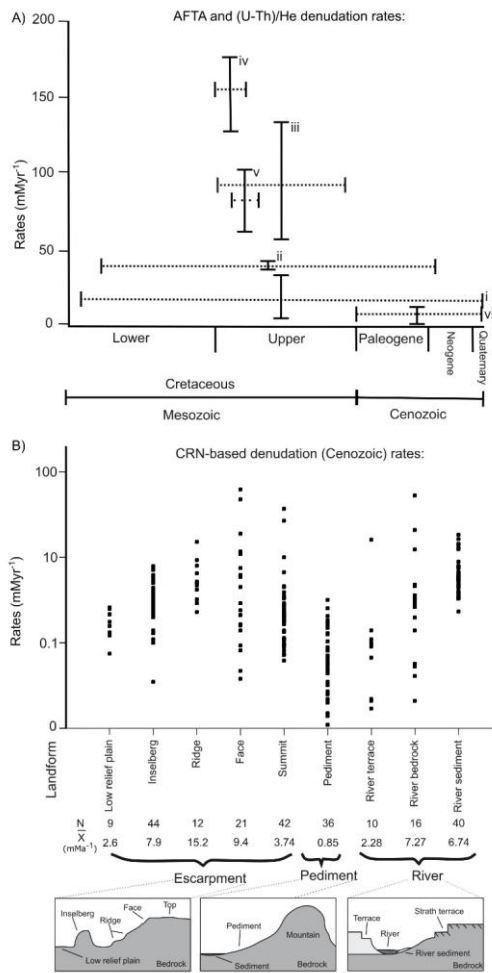 A)
AFTA and (U-Th)/He denudation rates:
200
150
100
50
0
Rates (mMyr-1)
iv
iii
v
ii
i
v
Lower
Upper
Paleogene
Neogene
Quaternary
Cretaceous
Mesozoic
Cenozoic
B)
CRN-based denudation (Cenozoic) rates:
100
10
0.1
0
Rates (mMyr-1)
Landform
Low relief plain
Inselberg
Ridge
Face
Summit
Pediment
River terrace
River bedrock
River sediment
N 9 44 12 21 42 36 10 16 40
X 2.6 7.9 15.2 9.4 3.74 0.85 2.28 7.27 6.74
(mMa-1)
Escarpment
Pediment
River
Inselberg
Ridge
Face
Top
Low relief plain
Bedrock
Pediment
Mountain
Sediment
Bedrock
Terrace
River
Strath terrace
River sediment
Bedrock